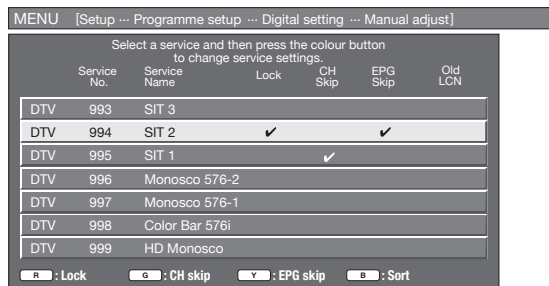 MENU [Setup ··· Programme setup ··· Digital setting ··· Manual adjust]
Select a service and then press the colour button
to change service settings.
Service No. Service Name Lock CH Skip EPG Skip Old LCN
DTV 993 SIT 3
DTV 994 SIT 2 ✔ ✔
DTV 995 SIT 1 ✔
DTV 996 Monosco 576-2
DTV 997 Monosco 576-1
DTV 998 Color Bar 576i
DTV 999 HD Monosco
R : Lock G : CH skip Y : EPG skip B : Sort